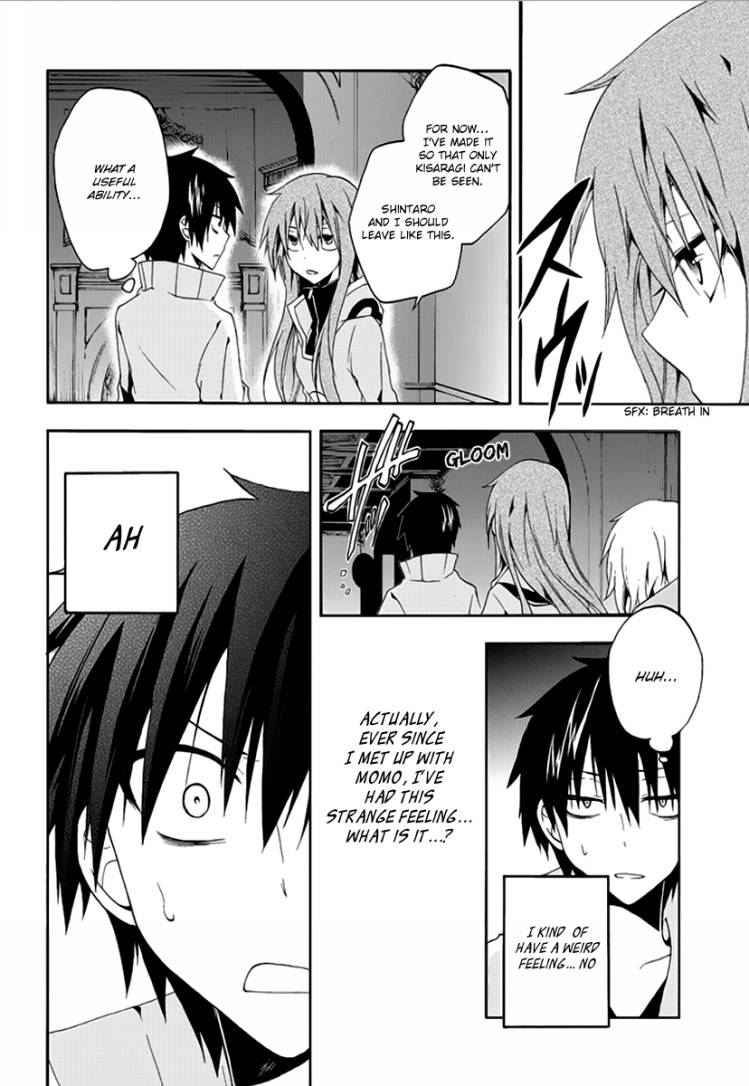 スッ
SFX: BREATH IN
FOR NOW...
I'VE MADE IT
SO THAT ONLY
KISARAGI CAN'T
BE SEEN.
SHINTARO
AND I SHOULD
LEAVE LIKE THIS.
WHAT A
USEFUL
ABILITY...
GLOOM
HUH...
I KIND OF
HAVE A WEIRD
FEELING... NO
ACTUALLY,
EVER SINCE
I MET UP WITH
MOMO, I'VE
HAD THIS
STRANGE FEELING...
WHAT IS IT...?
AH